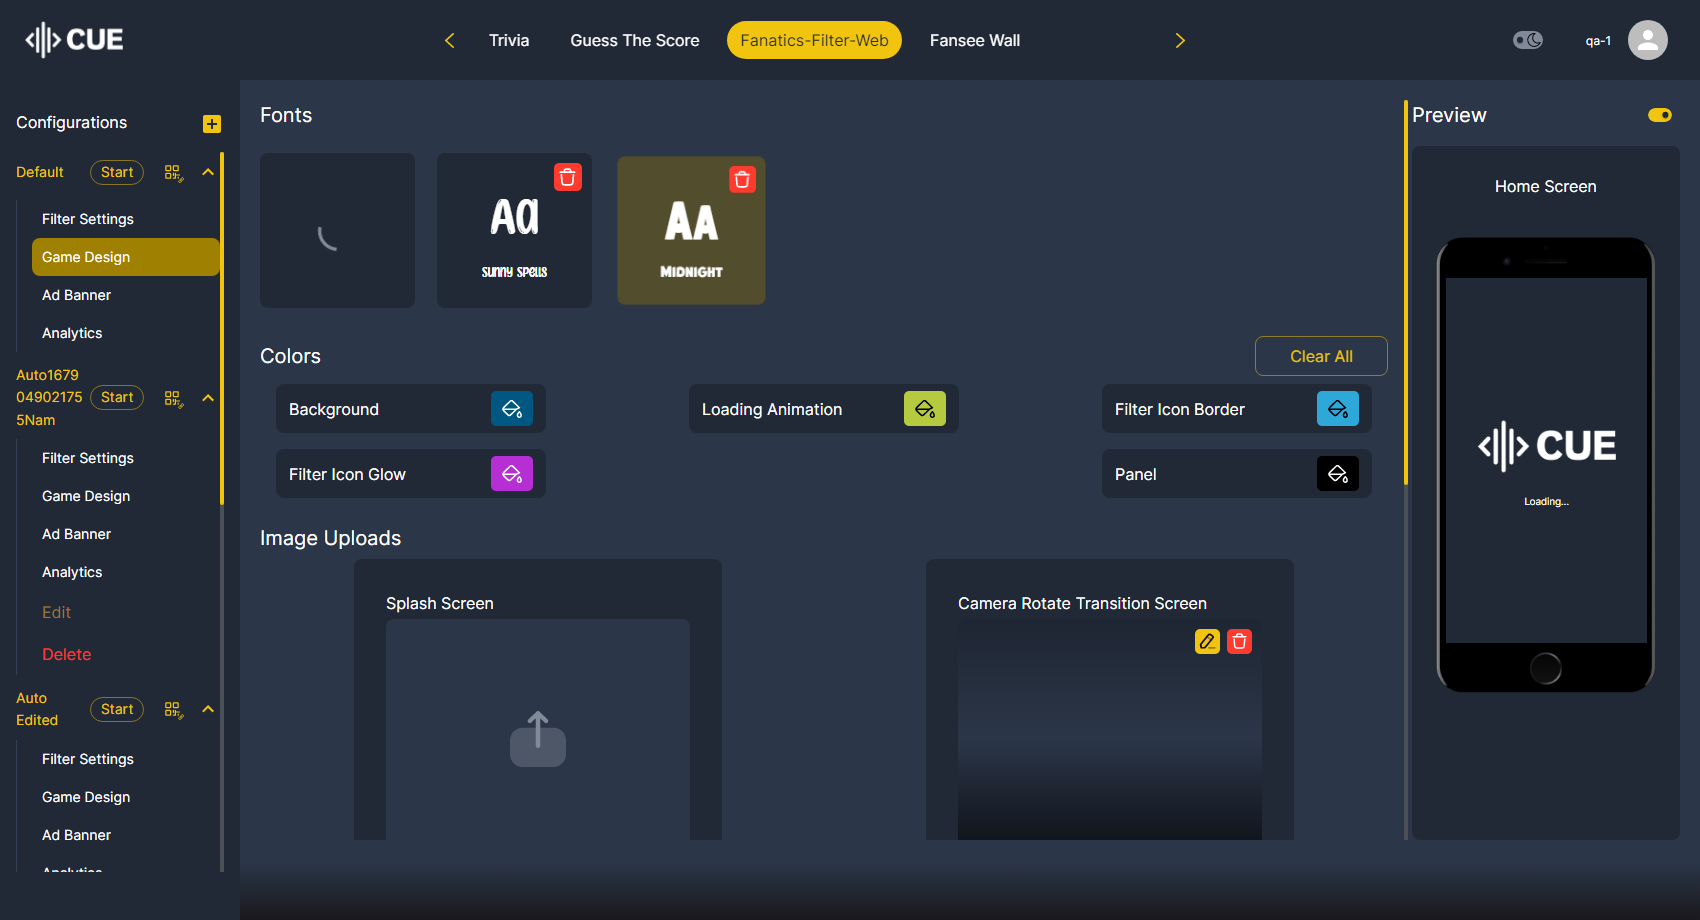 CUE
Trivia
Guess The Score
Fanatics-Filter-Web
Fansee Wall
qa-1
Configurations
Default
Start
Filter Settings
Game Design
Ad Banner
Analytics
Auto1679
04902175
5Nam
Start
Filter Settings
Game Design
Ad Banner
Analytics
Edit
Delete
Auto
Edited
Start
Filter Settings
Game Design
Ad Banner
Analytics
Fonts
Aa
Sunny Spells
AA
Midnight
Colors
Clear All
Background
Loading Animation
Filter Icon Border
Filter Icon Glow
Panel
Image Uploads
Splash Screen
Camera Rotate Transition Screen
Preview
Home Screen
CUE
Loading...